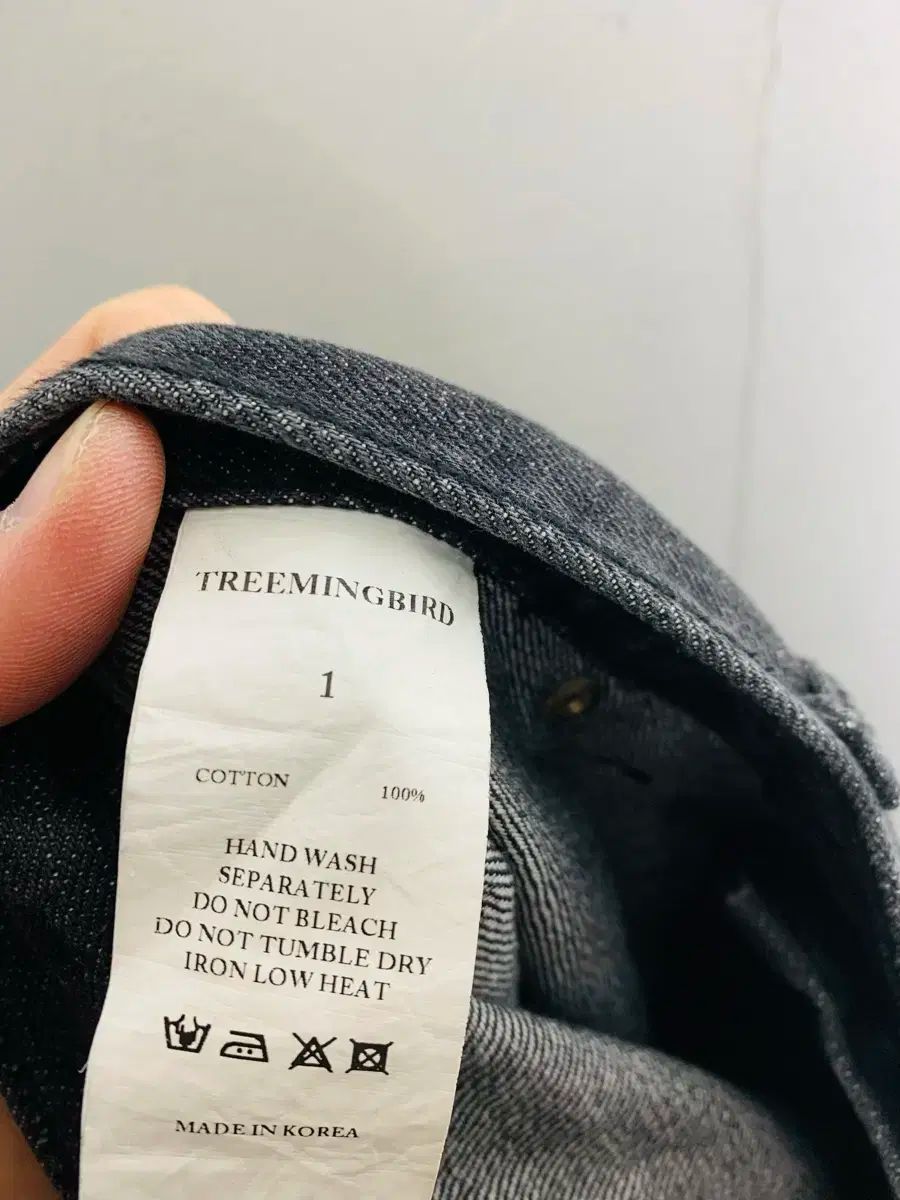 TREEMINGBIRD
1
COTTON 100%
HAND WASH
SEPARATELY
DO NOT BLEACH
DO NOT TUMBLE DRY
IRON LOW HEAT
MADE IN KOREA